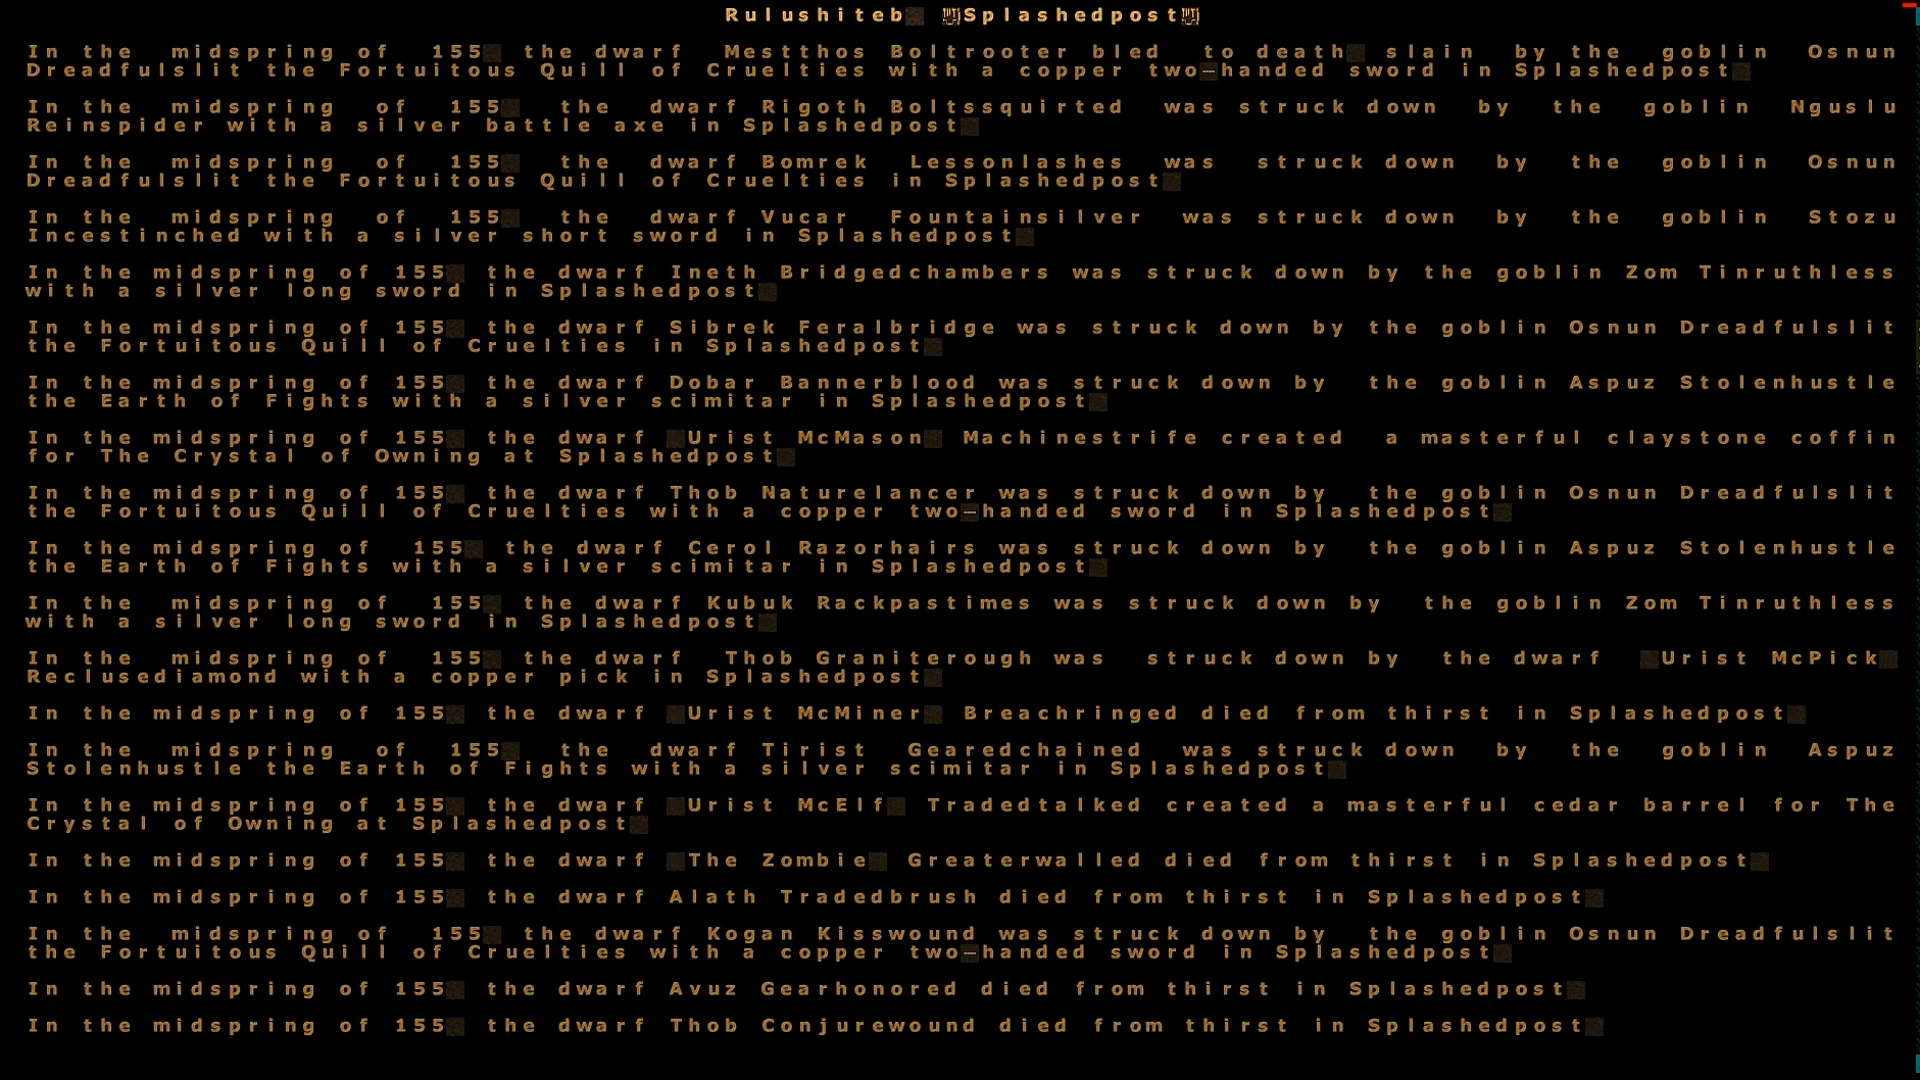 Rulushiteb Splashedpost
In the midspring of 155 the dwarf Mestthos Boltrooter bled to death slain by the goblin Osnun
Dreadfulslit the Fortuitous Quill of Cruelties with a copper two-handed sword in Splashedpost
In the midspring of 155 the dwarf Rigoth Boltssquirted was struck down by the goblin Nguslu
Reinspider with a silver battle axe in Splashedpost
In the midspring of 155 the dwarf Bomrek Lessonlashes was struck down by the goblin Osnun
Dreadfulslit the Fortuitous Quill of Cruelties in Splashedpost
In the midspring of 155 the dwarf Vucar Fountainsilver was struck down by the goblin Stozu
Incestinched with a silver short sword in Splashedpost
In the midspring of 155 the dwarf Ineth Bridgedchambers was struck down by the goblin Zom Tinruthless
with a silver long sword in Splashedpost
In the midspring of 155 the dwarf Sibrek Feralbridge was struck down by the goblin Osnun Dreadfulslit
the Fortuitous Quill of Cruelties in Splashedpost
In the midspring of 155 the dwarf Dobar Bannerblood was struck down by the goblin Aspuz Stolenhustle
the Earth of Fights with a silver scimitar in Splashedpost
In the midspring of 155 the dwarf Urist McMason Machinestrife created a masterful claystone coffin
for The Crystal of Owning at Splashedpost
In the midspring of 155 the dwarf Thob Naturelancer was struck down by the goblin Osnun Dreadfulslit
the Fortuitous Quill of Cruelties with a copper two-handed sword in Splashedpost
In the midspring of 155 the dwarf Cerol Razorhairs was struck down by the goblin Aspuz Stolenhustle
the Earth of Fights with a silver scimitar in Splashedpost
In the midspring of 155 the dwarf Kubuk Rackpastimes was struck down by the goblin Zom Tinruthless
with a silver long sword in Splashedpost
In the midspring of 155 the dwarf Thob Graniterough was struck down by the dwarf Urist McPick
Reclusediamond with a copper pick in Splashedpost
In the midspring of 155 the dwarf Urist McMiner Breachringed died from thirst in Splashedpost
In the midspring of 155 the dwarf Tirist Gearedchained was struck down by the goblin Aspuz
Stolenhustle the Earth of Fights with a silver scimitar in Splashedpost
In the midspring of 155 the dwarf Urist McElf Tradedtalked created a masterful cedar barrel for The
Crystal of Owning at Splashedpost
In the midspring of 155 the dwarf The Zombie Greaterwalled died from thirst in Splashedpost
In the midspring of 155 the dwarf Alath Tradedbrush died from thirst in Splashedpost
In the midspring of 155 the dwarf Kogan Kisswound was struck down by the goblin Osnun Dreadfulslit
the Fortuitous Quill of Cruelties with a copper two-handed sword in Splashedpost
In the midspring of 155 the dwarf Avuz Gearhonored died from thirst in Splashedpost
In the midspring of 155 the dwarf Thob Conjurewound died from thirst in Splashedpost